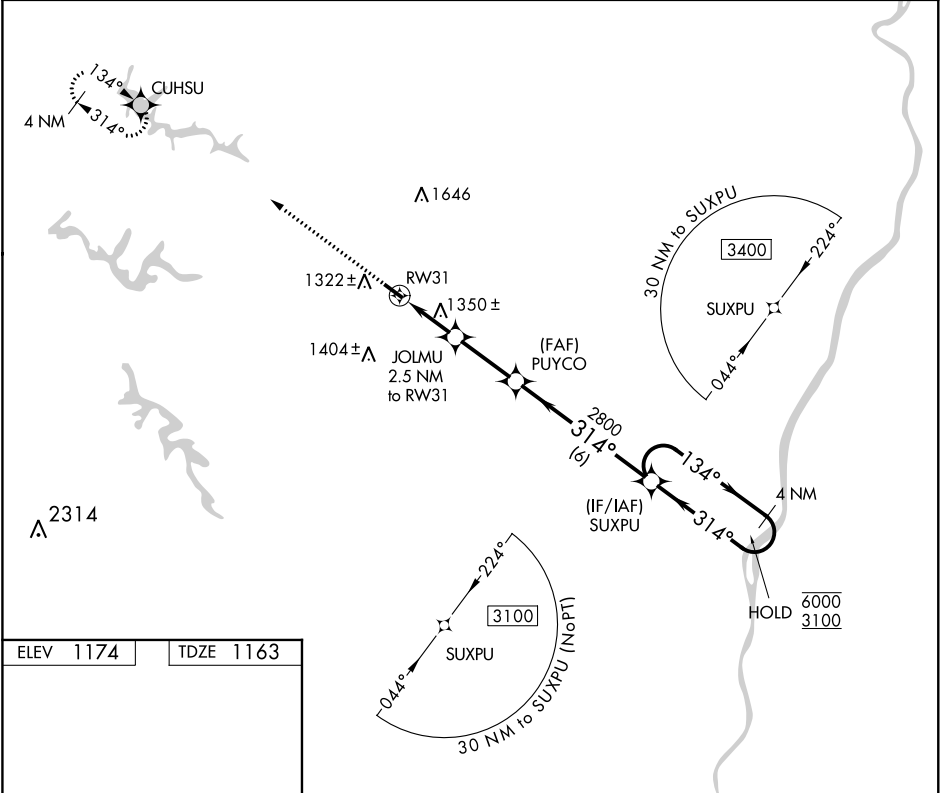 134°
CUHSU
4 NM
314°
1646
30 NM to SUXPU
3400
224°
SUXPU
044°
1322±
RW31
1350±
1404±
JOLMU
2.5 NM
to RW31
(FAF)
PUYCO
2800
314°
(6)
134°
4 NM
(IF/IAF)
SUXPU
314°
HOLD
6000
3100
2314
224°
3100
SUXPU
044°
30 NM to SUXPU (NoPT)
ELEV 1174
TDZE 1163